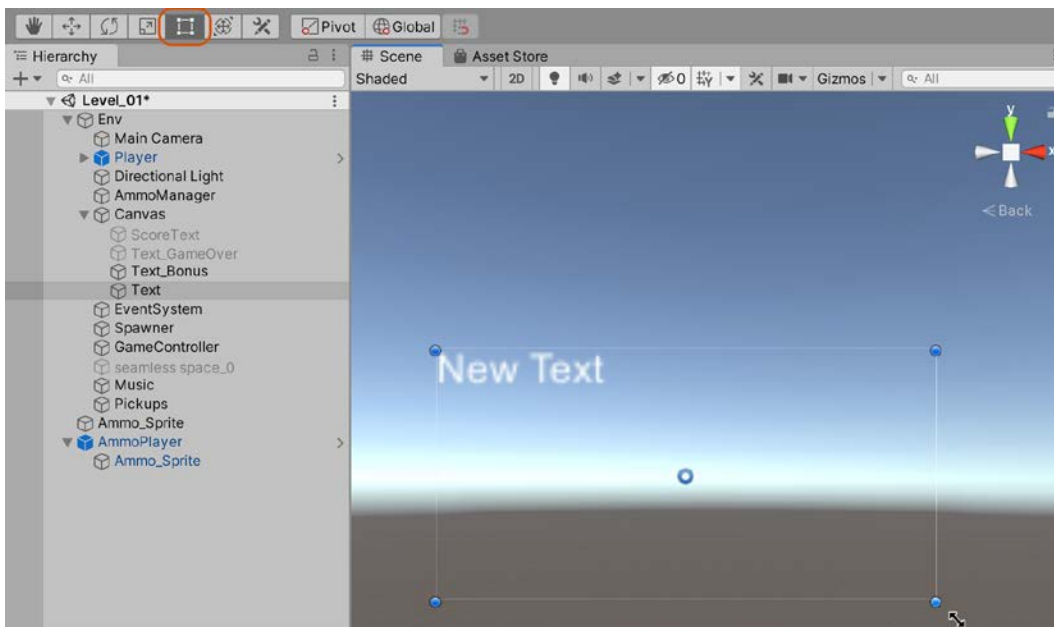 Pivot Global
Hierarchy
# Scene Asset Store
All
Shaded 2D 0 Gizmos All
Level_01*
Env
Main Camera
Player
Directional Light
AmmoManager
Canvas
ScoreText
Text_GameOver
Text_Bonus
Text
EventSystem
Spawner
GameController
seamless space_0
Music
Pickups
Ammo_Sprite
AmmoPlayer
Ammo_Sprite
y
x
<Back
New Text